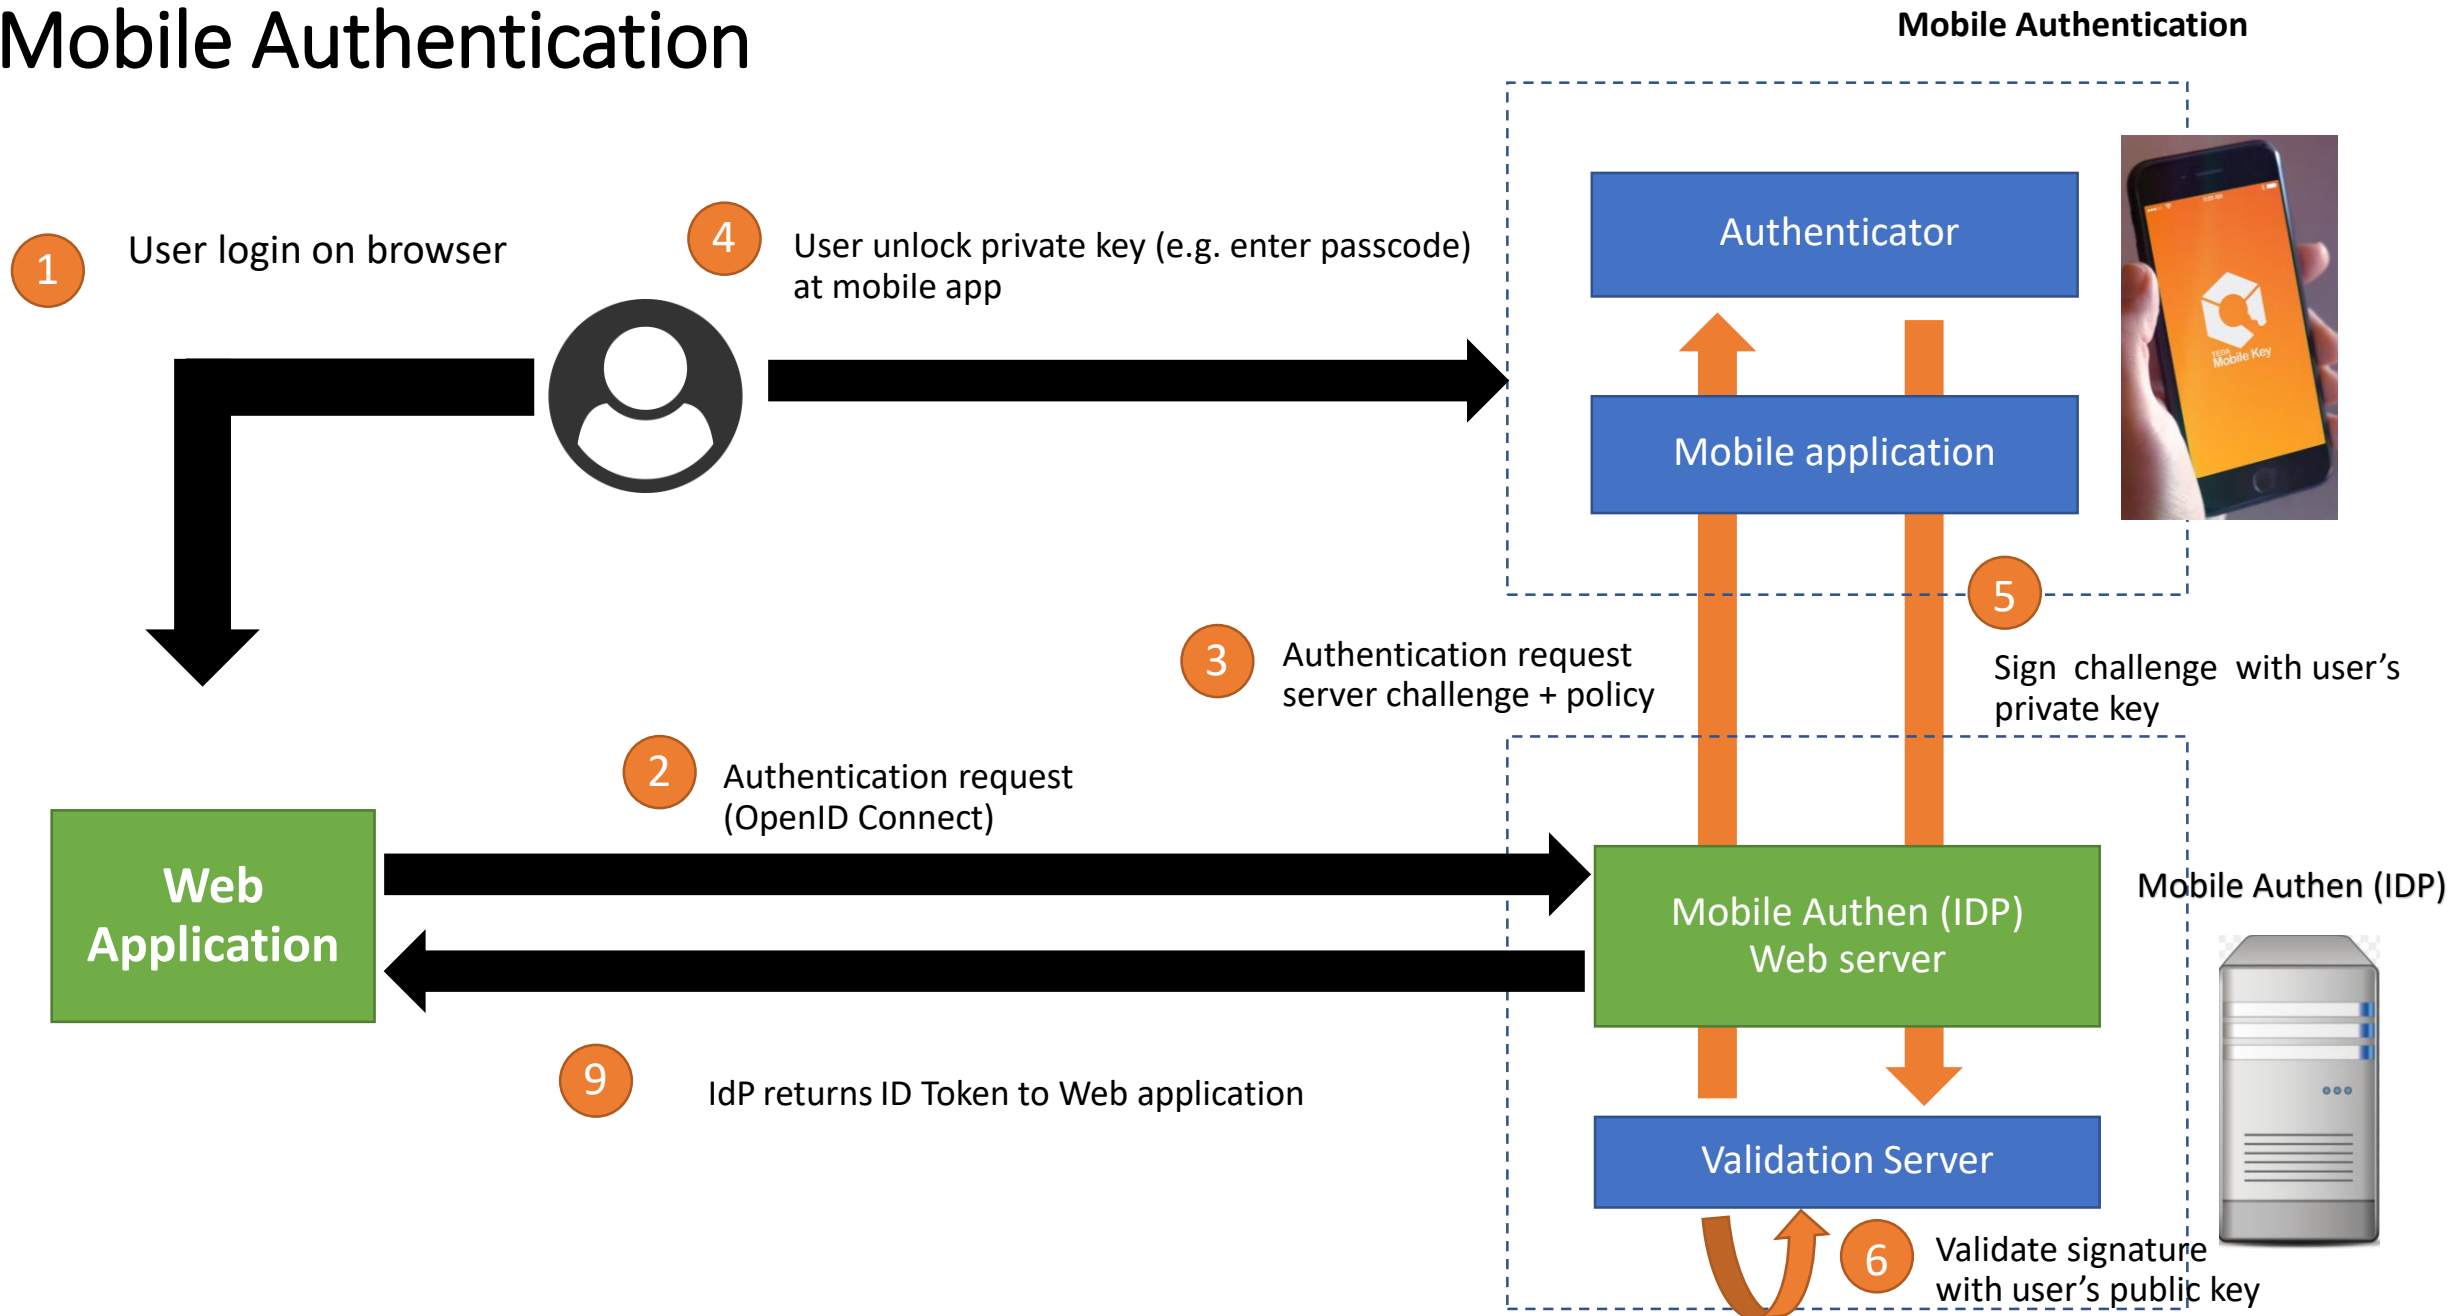 Mobile Authentication
Mobile Authentication
1
User login on browser
4
User unlock private key (e.g. enter passcode)
at mobile app
Authenticator
TEDA
Mobile Key
Mobile application
5
3
Authentication request
server challenge + policy
Sign challenge with user’s
private key
2
Authentication request
(OpenID Connect)
Web
Application
Mobile Authen (IDP)
Web server
Mobile Authen (IDP)
9
IdP returns ID Token to Web application
Validation Server
6
Validate signature
with user’s public key